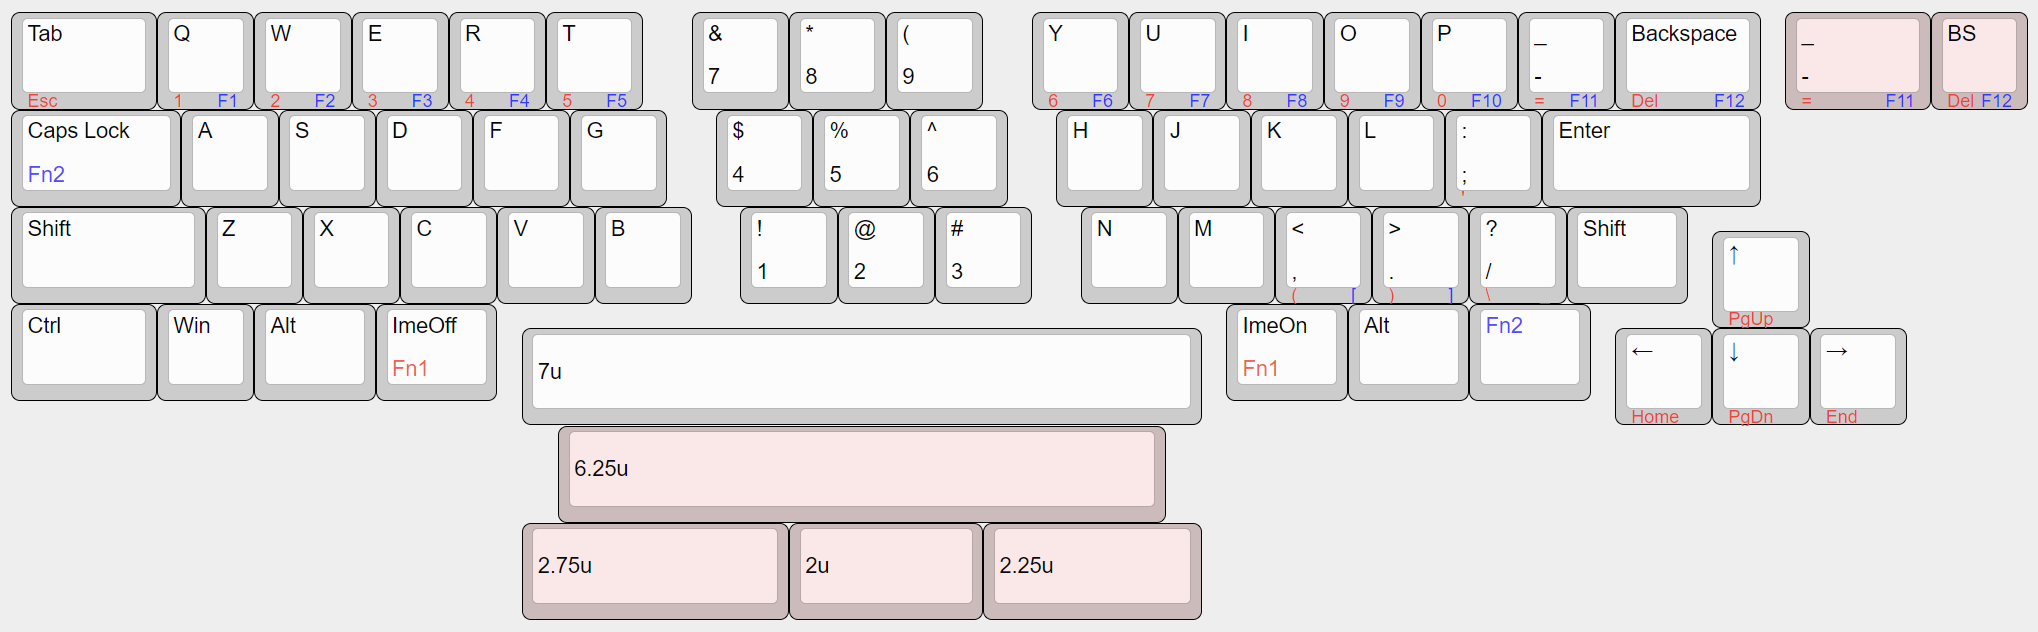 Tab Q W E R T & * ( Y U I O P _ Backspace _ BS
7 8 9 - -
Esc 1 F1 2 F2 3 F3 4 F4 5 F5 6 F6 7 F7 8 F8 9 F9 0 F10 = F11 Del F12 = F11 Del F12
Caps Lock A S D F G $ % ^ H J K L : Enter
Fn2 4 5 6 ;
'
Shift Z X C V B ! @ # N M < > ? Shift
1 2 3 , . /
( [ ) ] \ _
↑
PgUp
Ctrl Win Alt ImeOff ImeOn Alt Fn2
Fn1 Fn1
7u
← ↓ →
Home PgDn End
6.25u
2.75u 2u 2.25u